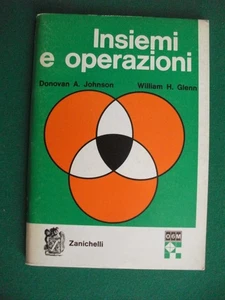 Insiemi
e operazioni
Donovan A. Johnson William H. Glenn
Zanichelli